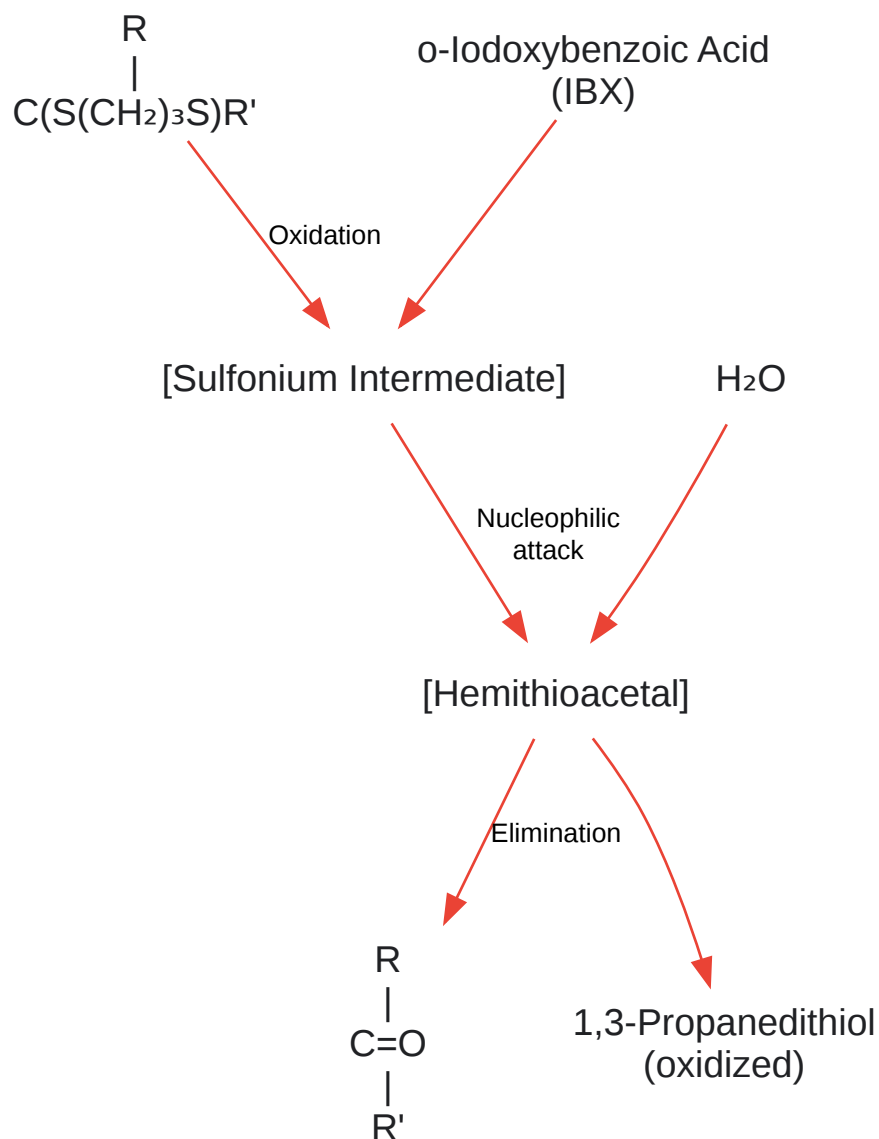 R
|
C(S(CH₂)₃S)R'
o-Iodoxybenzoic Acid
(IBX)
Oxidation
[Sulfonium Intermediate]
H₂O
Nucleophilic
attack
[Hemithioacetal]
Elimination
R
|
C=O
|
R'
1,3-Propanedithiol
(oxidized)